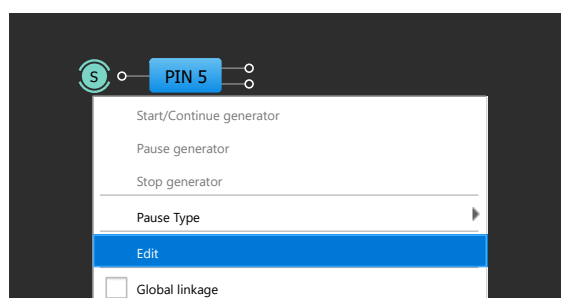 S PIN 5
Start/Continue generator
Pause generator
Stop generator
Pause Type
Edit
Global linkage